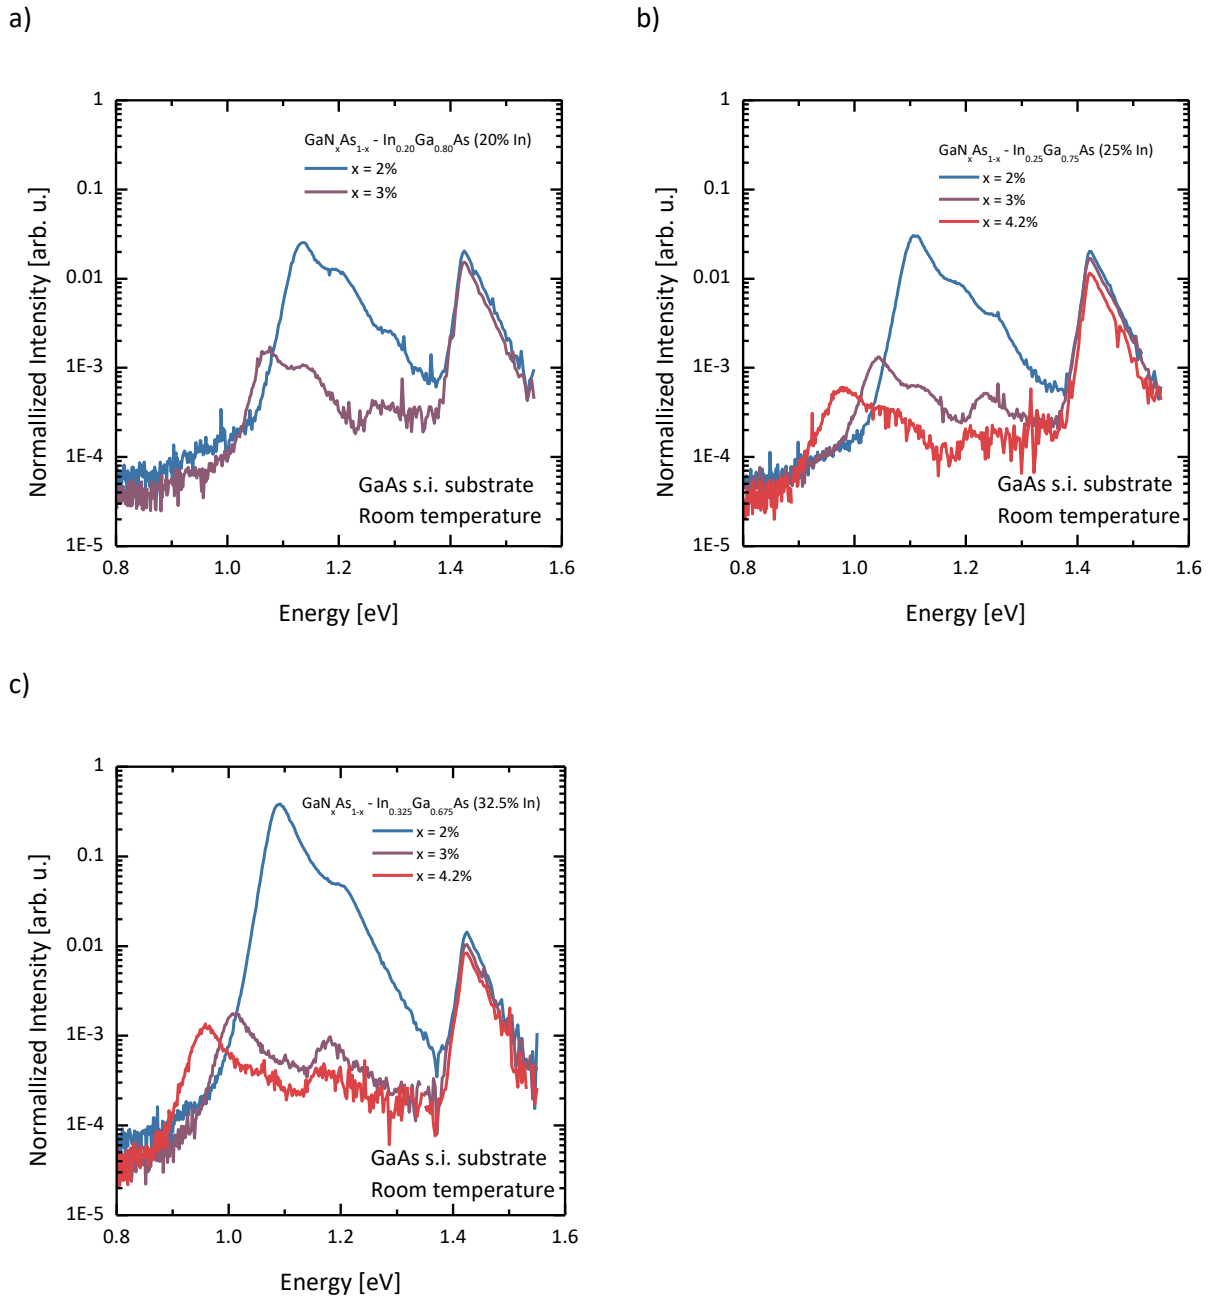 a)
1
0.1
0.01
1E-3
1E-4
1E-5
Normallized Intensity [arb. u.]
GaNxAs1-x - In0.20Ga0.80As (20% In)
x = 2%
x = 3%
GaAs s.i. substrate
Room temperature
0.8 1.0 1.2 1.4 1.6
Energy [eV]
b)
1
0.1
0.01
1E-3
1E-4
1E-5
Normallized Intensity [arb. u.]
GaNxAs1-x - In0.25Ga0.75As (25% In)
x = 2%
x = 3%
x = 4.2%
GaAs s.i. substrate
Room temperature
0.8 1.0 1.2 1.4 1.6
Energy [eV]
c)
1
0.1
0.01
1E-3
1E-4
1E-5
Normallized Intensity [arb. u.]
GaNxAs1-x - In0.325Ga0.675As (32.5% In)
x = 2%
x = 3%
x = 4.2%
GaAs s.i. substrate
Room temperature
0.8 1.0 1.2 1.4 1.6
Energy [eV]